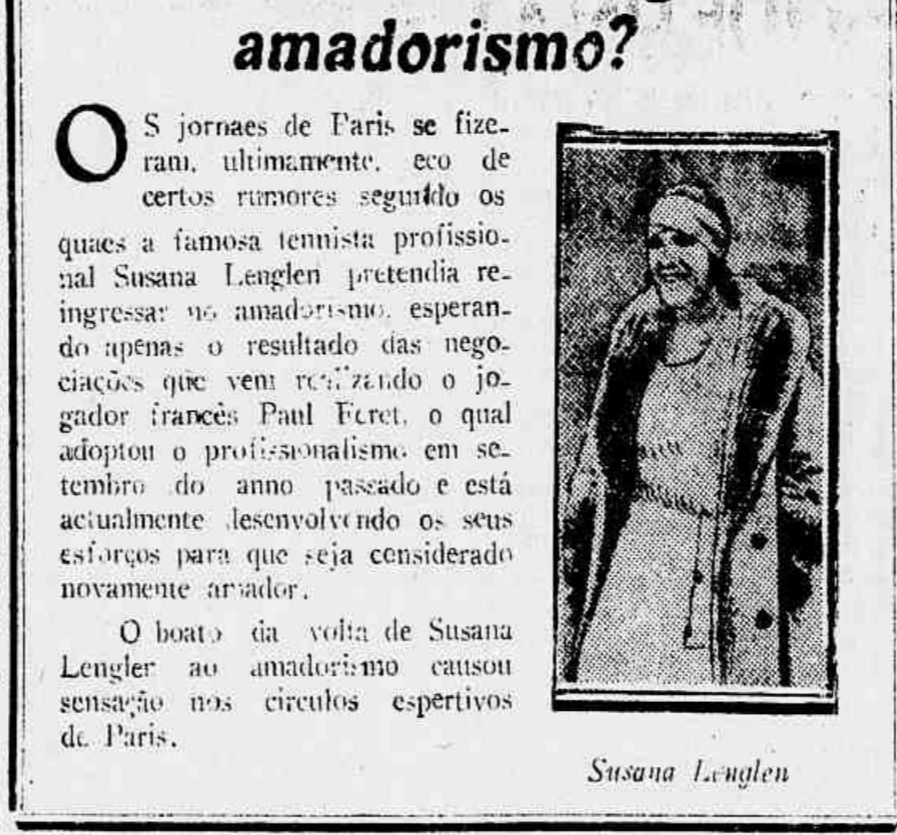 amadorismo?
OS jornaes de Paris se fize-
ram, ultimamente, eco de
certos rumores segundo os
quaes a famosa tennista profissio-
nal Susana Lenglen pretendia re-
ingressar no amadorismo, esperan-
do apenas o resultado das nego-
ciações que vem realizando o jo-
gador francês Paul Feret, o qual
adoptou o profissionalismo em se-
tembro do anno passado e está
actualmente desenvolvendo os seus
esforços para que seja considerado
novamente amador.
O boato da volta de Susana
Lengler ao amadorismo causou
sensação nos circulos espertivos
de Paris.
Susana Lenglen